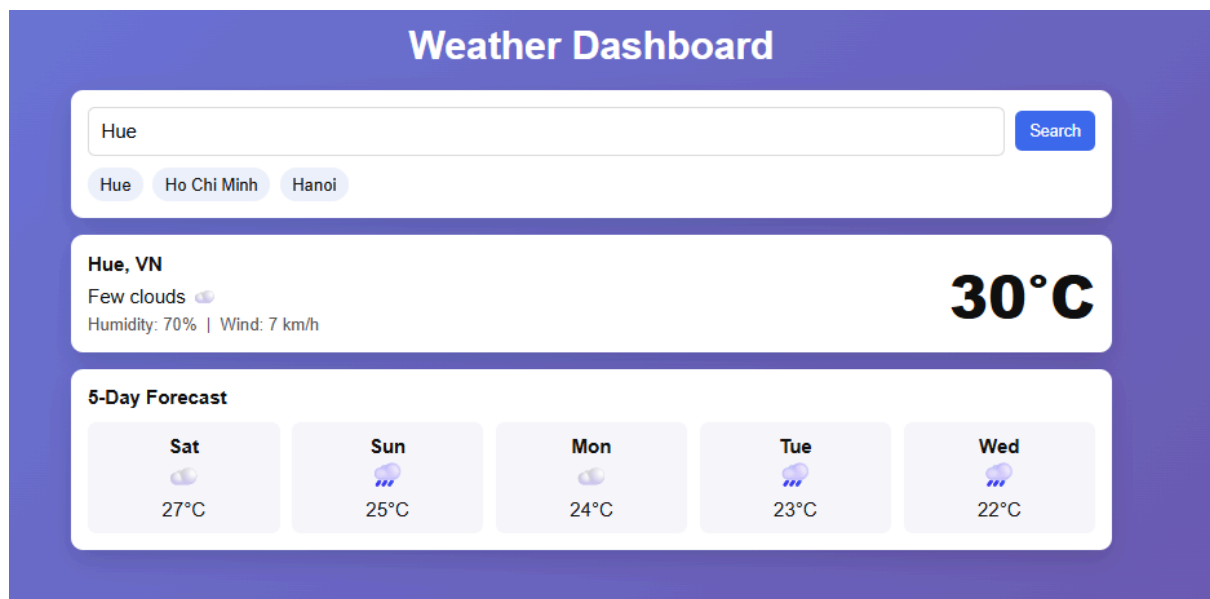 Weather Dashboard
Hue Search
Hue Ho Chi Minh Hanoi
Hue, VN
Few clouds
Humidity: 70% | Wind: 7 km/h
30°C
5-Day Forecast
Sat Sun Mon Tue Wed
27°C 25°C 24°C 23°C 22°C